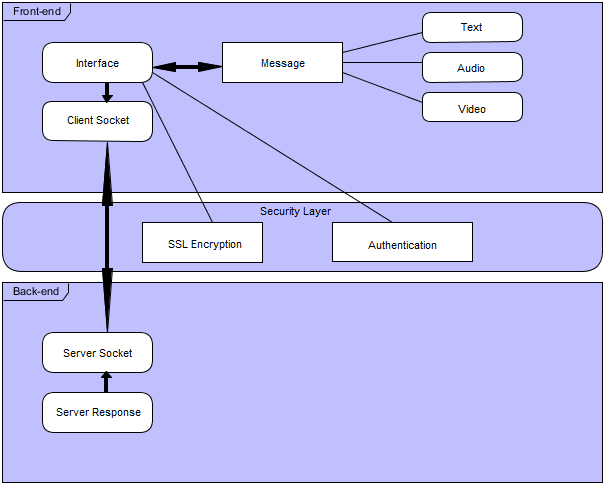 Front-end
Text
Interface
Message
Audio
Video
Client Socket
Security Layer
SSL Encryption
Authentication
Back-end
Server Socket
Server Response